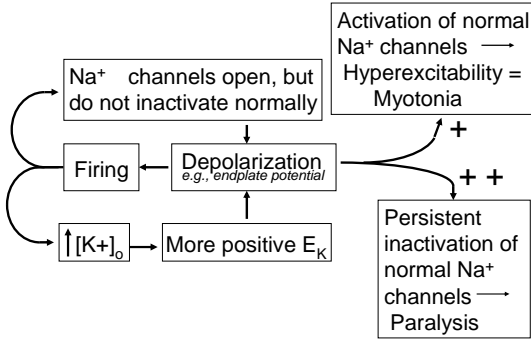 Activation of normal
Na⁺ channels →
Hyperexcitability =
Myotonia
Na⁺ channels open, but
do not inactivate normally
+
Firing
Depolarization
e.g., endplate potential
+ +
↑[K+]ₒ
More positive E_K
Persistent
inactivation of
normal Na⁺
channels →
Paralysis